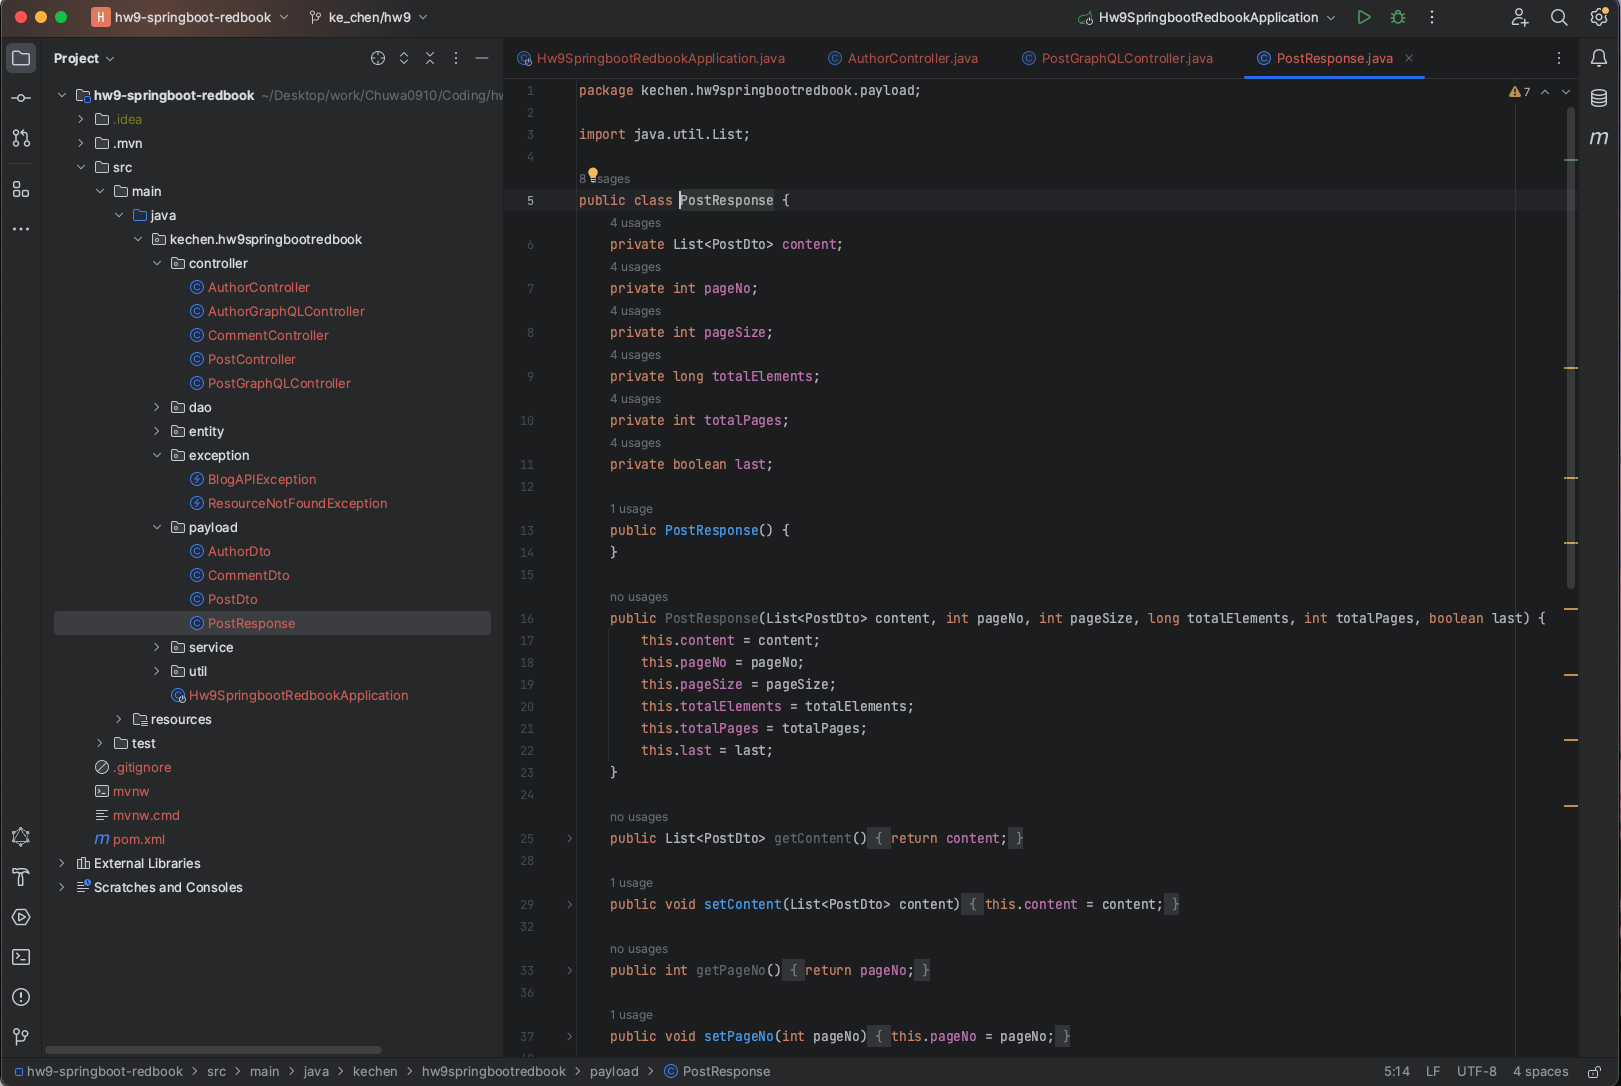 H hw9-springboot-redbook ke_chen/hw9 Hw9SpringbootRedbookApplication
Project
hw9-springboot-redbook ~/Desktop/work/Chuwa0910/Coding/hw
.idea
.mvn
src
main
java
kechen.hw9springbootredbook
controller
AuthorController
AuthorGraphQLController
CommentController
PostController
PostGraphQLController
dao
entity
exception
BlogAPIException
ResourceNotFoundException
payload
AuthorDto
CommentDto
PostDto
PostResponse
service
util
Hw9SpringbootRedbookApplication
resources
test
.gitignore
mvnw
mvnw.cmd
pom.xml
External Libraries
Scratches and Consoles
Hw9SpringbootRedbookApplication.java AuthorController.java PostGraphQLController.java PostResponse.java
7
1 package kechen.hw9springbootredbook.payload;
2
3 import java.util.List;
4
8 usages
5 public class PostResponse {
4 usages
6 private List<PostDto> content;
4 usages
7 private int pageNo;
4 usages
8 private int pageSize;
4 usages
9 private long totalElements;
4 usages
10 private int totalPages;
4 usages
11 private boolean last;
12
1 usage
13 public PostResponse() {
14 }
15
no usages
16 public PostResponse(List<PostDto> content, int pageNo, int pageSize, long totalElements, int totalPages, boolean last) {
17 this.content = content;
18 this.pageNo = pageNo;
19 this.pageSize = pageSize;
20 this.totalElements = totalElements;
21 this.totalPages = totalPages;
22 this.last = last;
23 }
24
no usages
25 public List<PostDto> getContent() { return content; }
28
1 usage
29 public void setContent(List<PostDto> content) { this.content = content; }
32
no usages
33 public int getPageNo() { return pageNo; }
36
1 usage
37 public void setPageNo(int pageNo) { this.pageNo = pageNo; }
hw9-springboot-redbook > src > main > java > kechen > hw9springbootredbook > payload > PostResponse 5:14 LF UTF-8 4 spaces